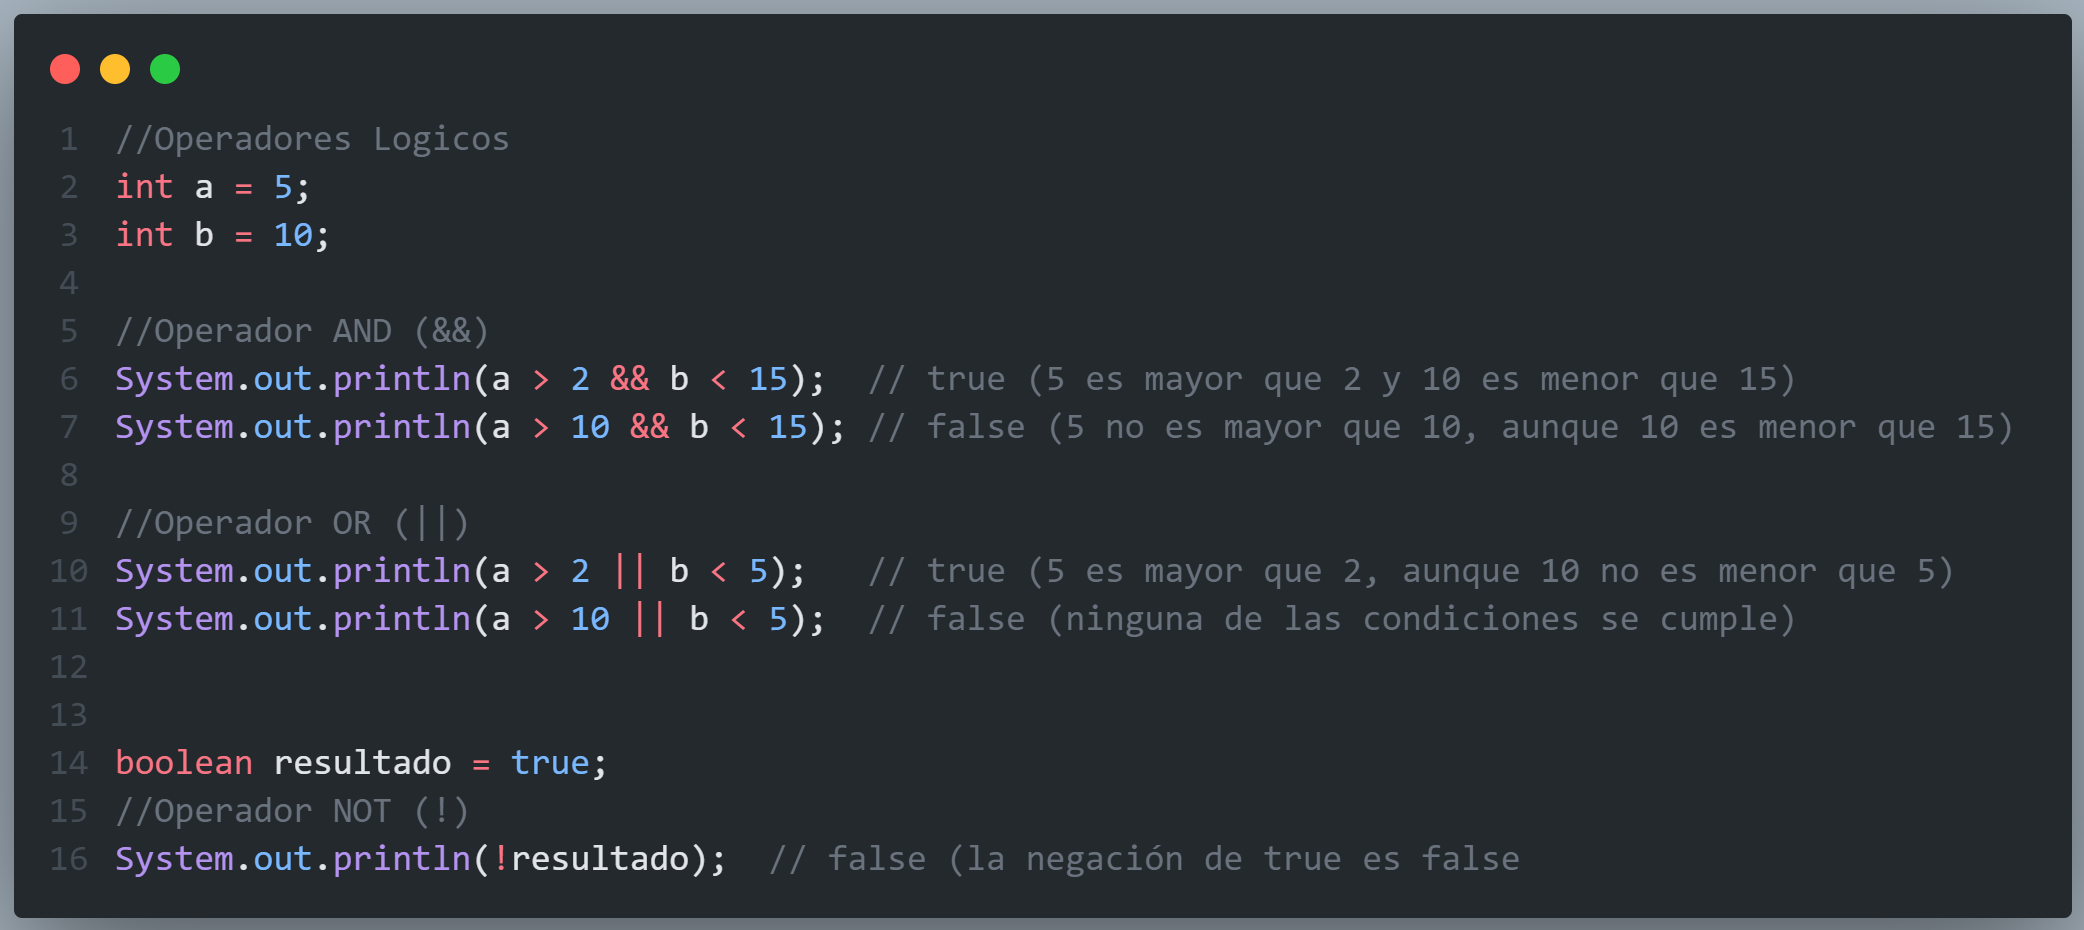 1 //Operadores Logicos
2 int a = 5;
3 int b = 10;
4
5 //Operador AND (&&)
6 System.out.println(a > 2 && b < 15);  // true (5 es mayor que 2 y 10 es menor que 15)
7 System.out.println(a > 10 && b < 15); // false (5 no es mayor que 10, aunque 10 es menor que 15)
8
9 //Operador OR (||)
10 System.out.println(a > 2 || b < 5);   // true (5 es mayor que 2, aunque 10 no es menor que 5)
11 System.out.println(a > 10 || b < 5);  // false (ninguna de las condiciones se cumple)
12
13
14 boolean resultado = true;
15 //Operador NOT (!)
16 System.out.println(!resultado);  // false (la negación de true es false